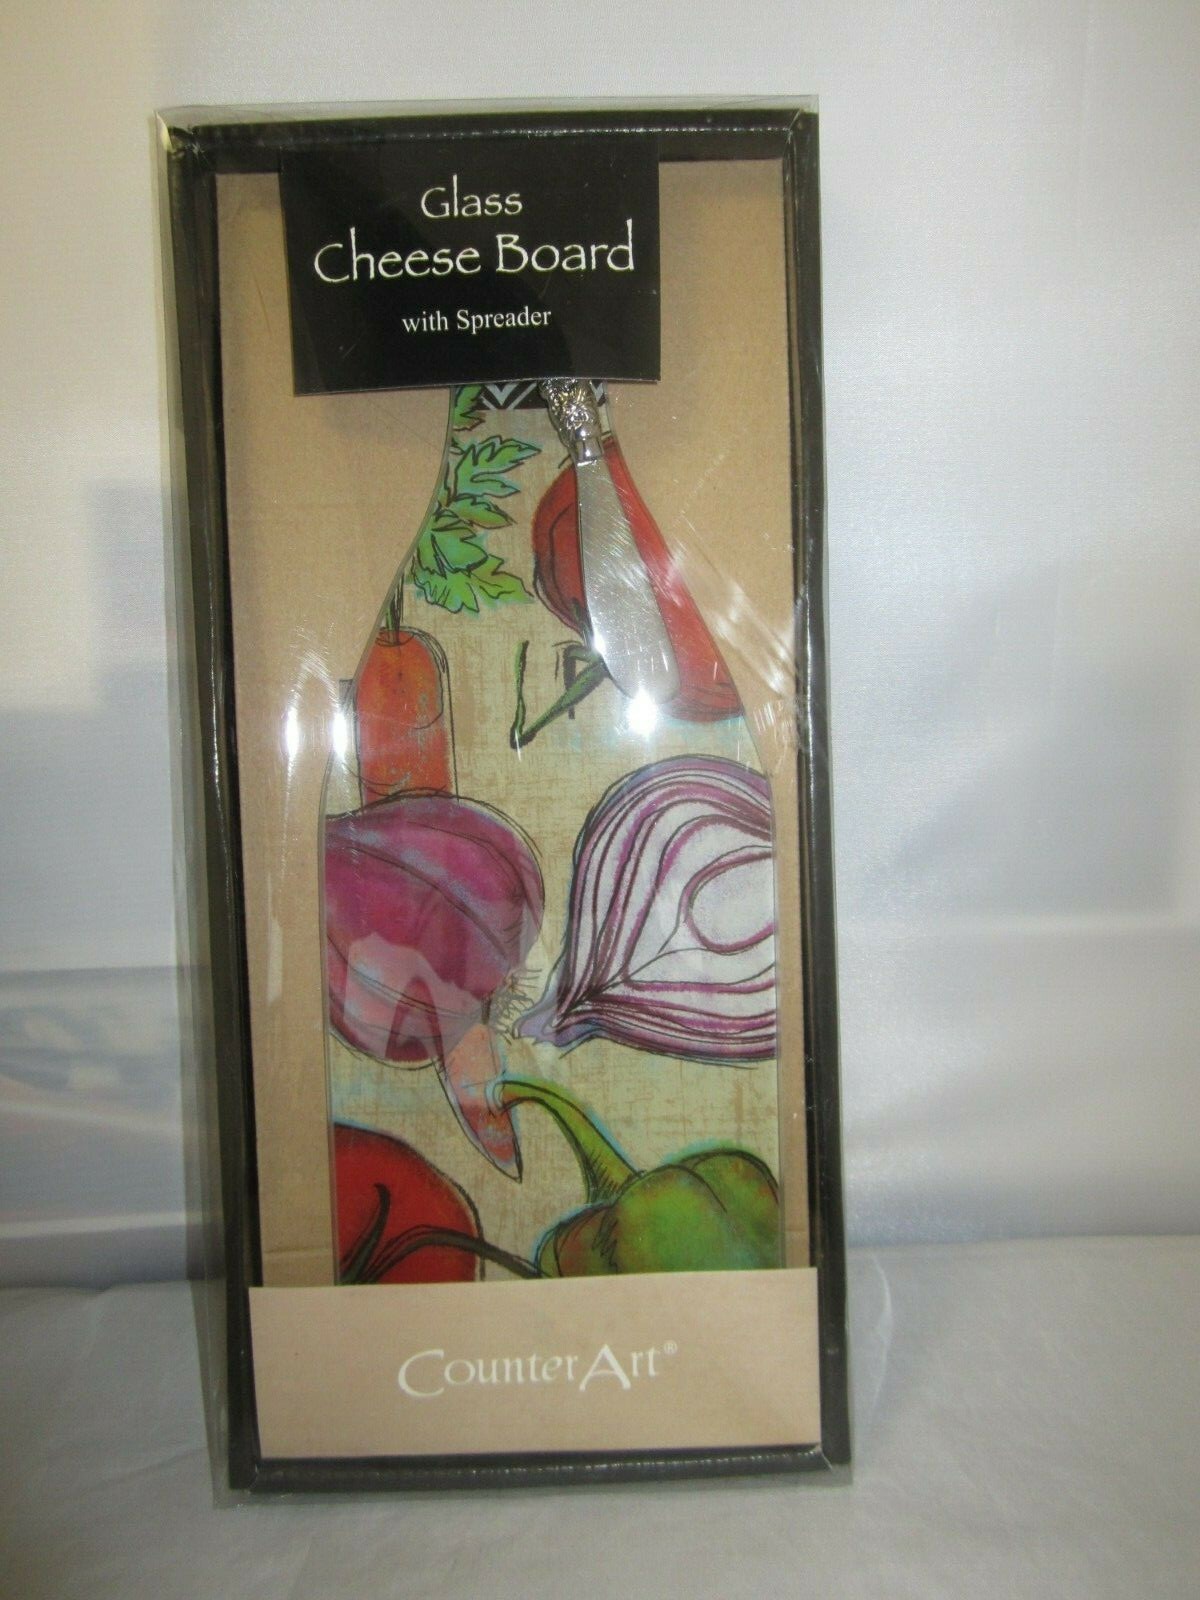 Glass
Cheese Board
with Spreader
CounterArt®